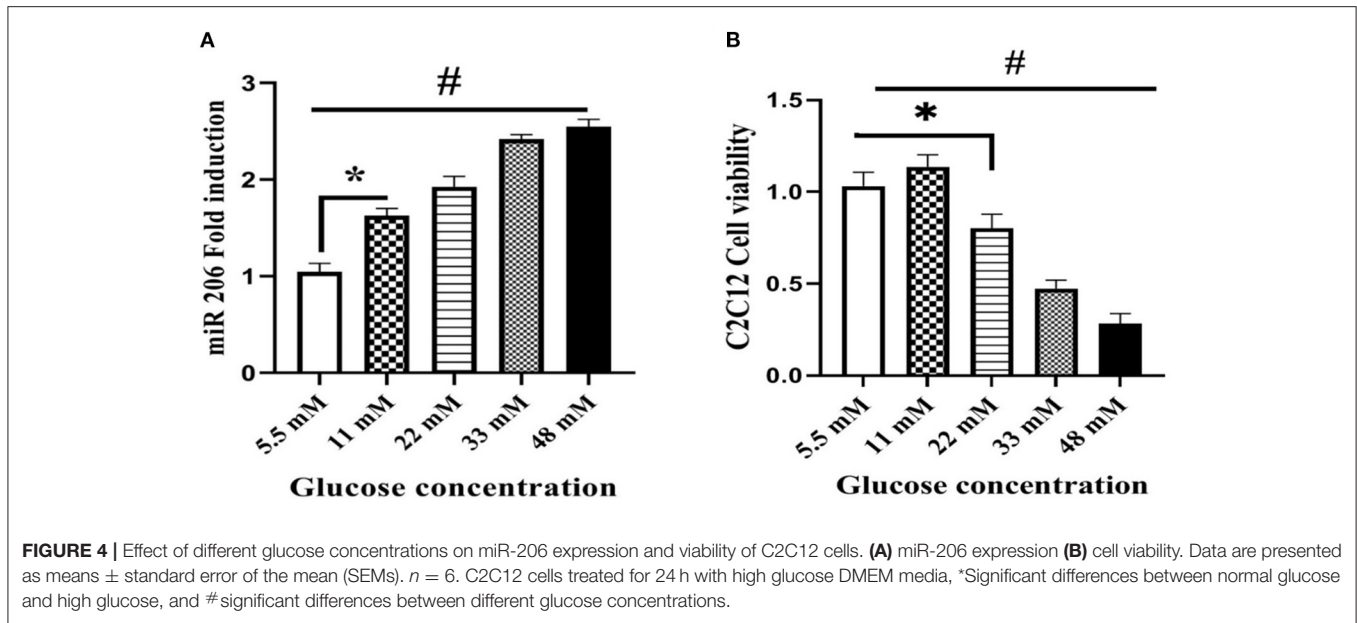 A
#
3
2
1
0
*
miR 206 Fold induction
5.5 mM
11 mM
22 mM
33 mM
48 mM
Glucose concentration
B
#
1.5
1.0
0.5
0.0
*
C2C12 Cell viability
5.5 mM
11 mM
22 mM
33 mM
48 mM
Glucose concentration
FIGURE 4 | Effect of different glucose concentrations on miR-206 expression and viability of C2C12 cells. (A) miR-206 expression (B) cell viability. Data are presented
as means ± standard error of the mean (SEMs). n = 6. C2C12 cells treated for 24 h with high glucose DMEM media, *Significant differences between normal glucose
and high glucose, and #significant differences between different glucose concentrations.